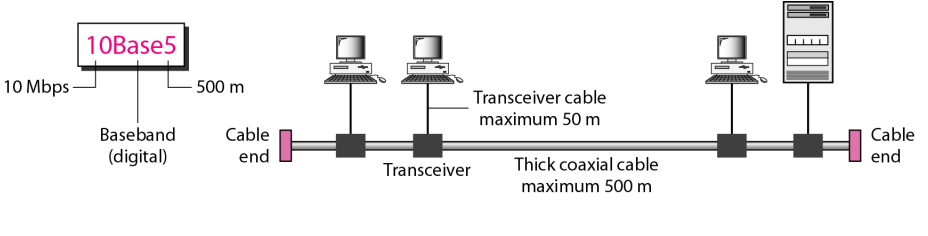 10Base5
10 Mbps
500 m
Baseband
(digital)
Cable
end
Transceiver cable
maximum 50 m
Transceiver
Thick coaxial cable
maximum 500 m
Cable
end